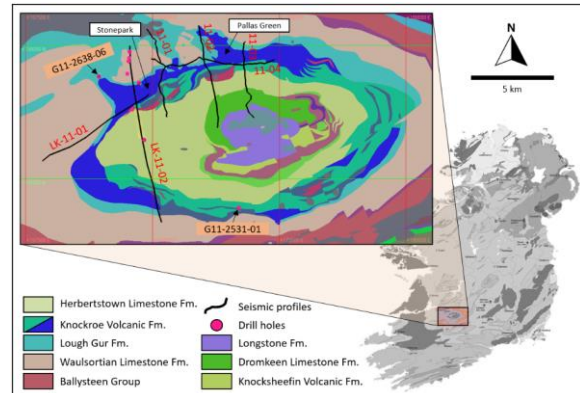 Stonepark
Pallas Green
G11-2638-06
11-04
LK-11-01
LK-11-02
G11-2531-01
N
5 km
Herbertstown Limestone Fm.
Knockroe Volcanic Fm.
Lough Gur Fm.
Waulsortian Limestone Fm.
Ballysteen Group
Seismic profiles
Drill holes
Longstone Fm.
Dromkeen Limestone Fm.
Knocksheefin Volcanic Fm.